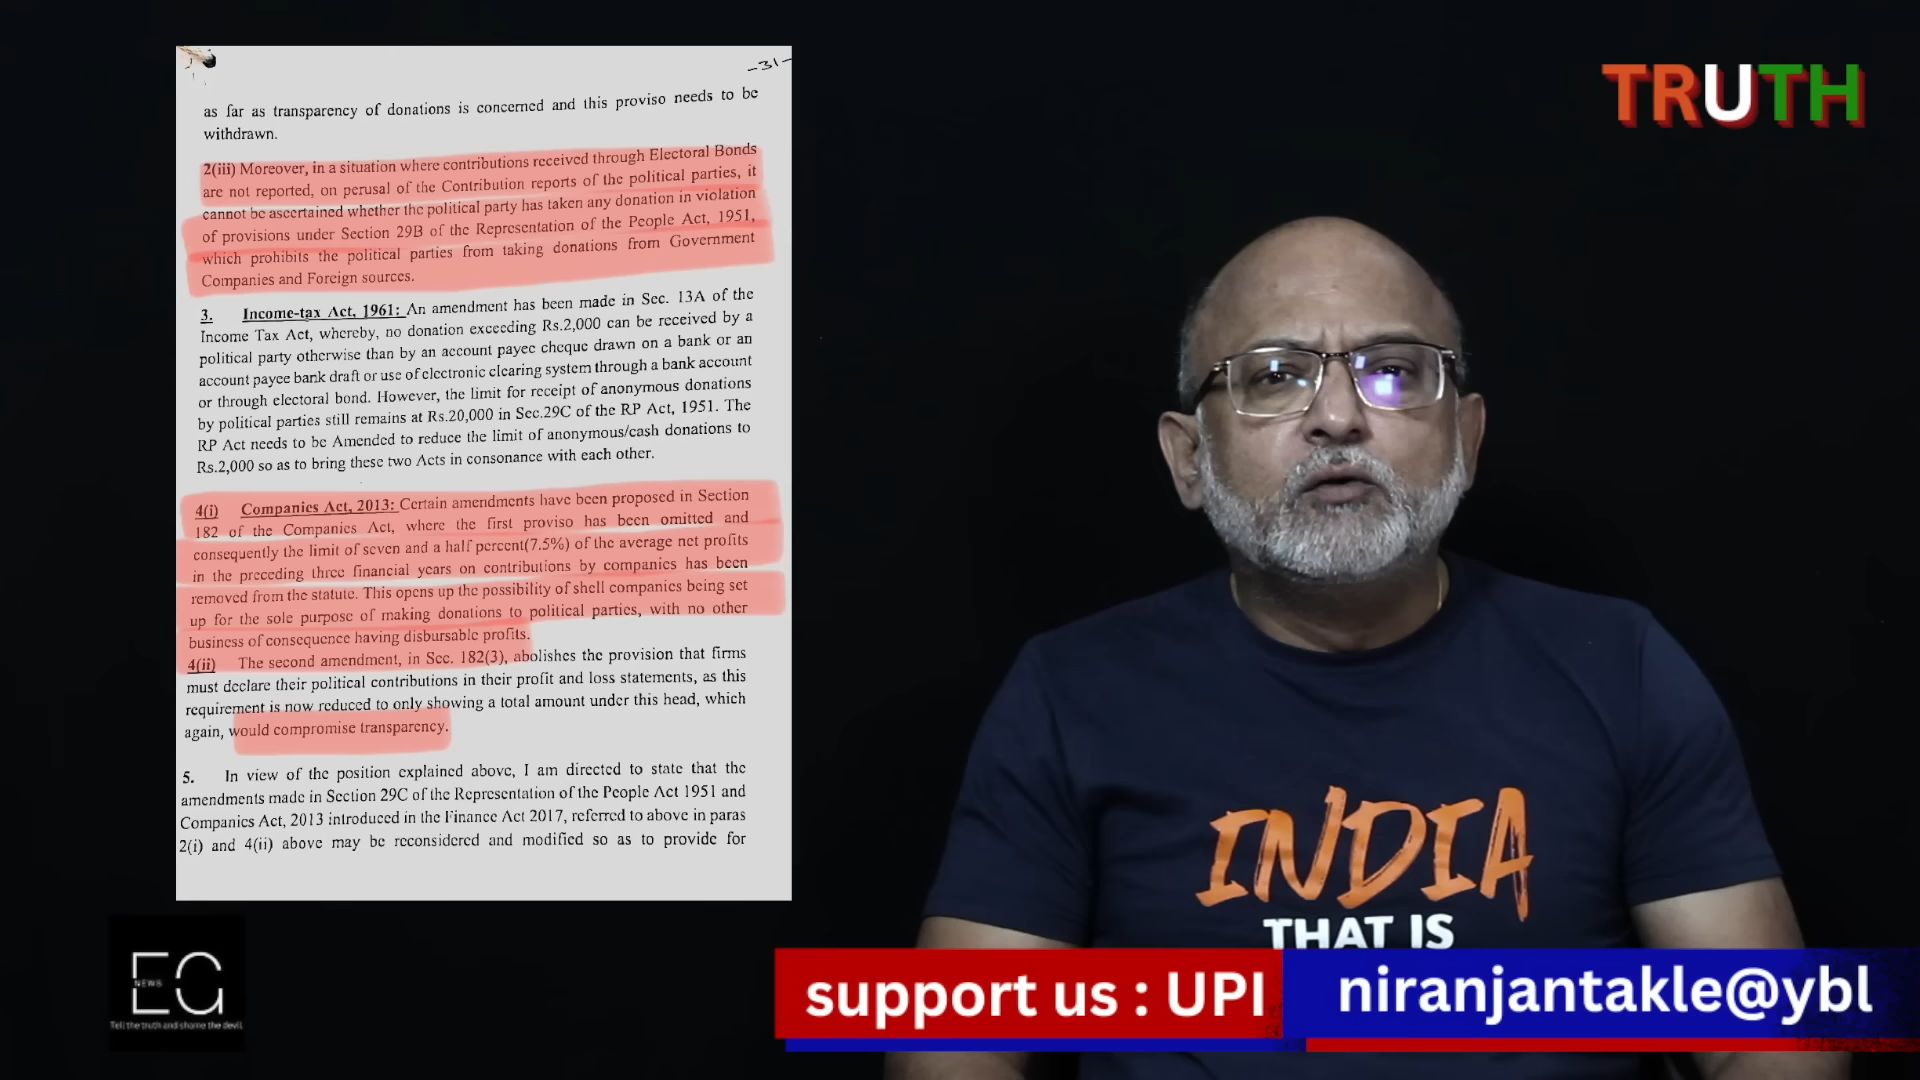 -31-
as far as transparency of donations is concerned and this proviso needs to be
withdrawn.
2(iii) Moreover, in a situation where contributions received through Electoral Bonds
are not reported, on perusal of the Contribution reports of the political parties, it
cannot be ascertained whether the political party has taken any donation in violation
of provisions under Section 29B of the Representation of the People Act, 1951,
which prohibits the political parties from taking donations from Government
Companies and Foreign sources.
3. Income-tax Act, 1961: An amendment has been made in Sec. 13A of the
Income Tax Act, whereby, no donation exceeding Rs.2,000 can be received by a
political party otherwise than by an account payee cheque drawn on a bank or an
account payee bank draft or use of electronic clearing system through a bank account
or through electoral bond. However, the limit for receipt of anonymous donations
by political parties still remains at Rs.20,000 in Sec.29C of the RP Act, 1951. The
RP Act needs to be Amended to reduce the limit of anonymous/cash donations to
Rs.2,000 so as to bring these two Acts in consonance with each other.
4(i) Companies Act, 2013: Certain amendments have been proposed in Section
182 of the Companies Act, where the first proviso has been omitted and
consequently the limit of seven and a half percent(7.5%) of the average net profits
in the preceding three financial years on contributions by companies has been
removed from the statute. This opens up the possibility of shell companies being set
up for the sole purpose of making donations to political parties, with no other
business of consequence having disbursable profits.
4(ii) The second amendment, in Sec. 182(3), abolishes the provision that firms
must declare their political contributions in their profit and loss statements, as this
requirement is now reduced to only showing a total amount under this head, which
again, would compromise transparency.
5. In view of the position explained above, I am directed to state that the
amendments made in Section 29C of the Representation of the People Act 1951 and
Companies Act, 2013 introduced in the Finance Act 2017, referred to above in paras
2(i) and 4(ii) above may be reconsidered and modified so as to provide for
TRUTH
INDIA
THAT IS
EG
NEWS
Tell the truth and shame the devil.
support us : UPI
niranjantakle@ybl